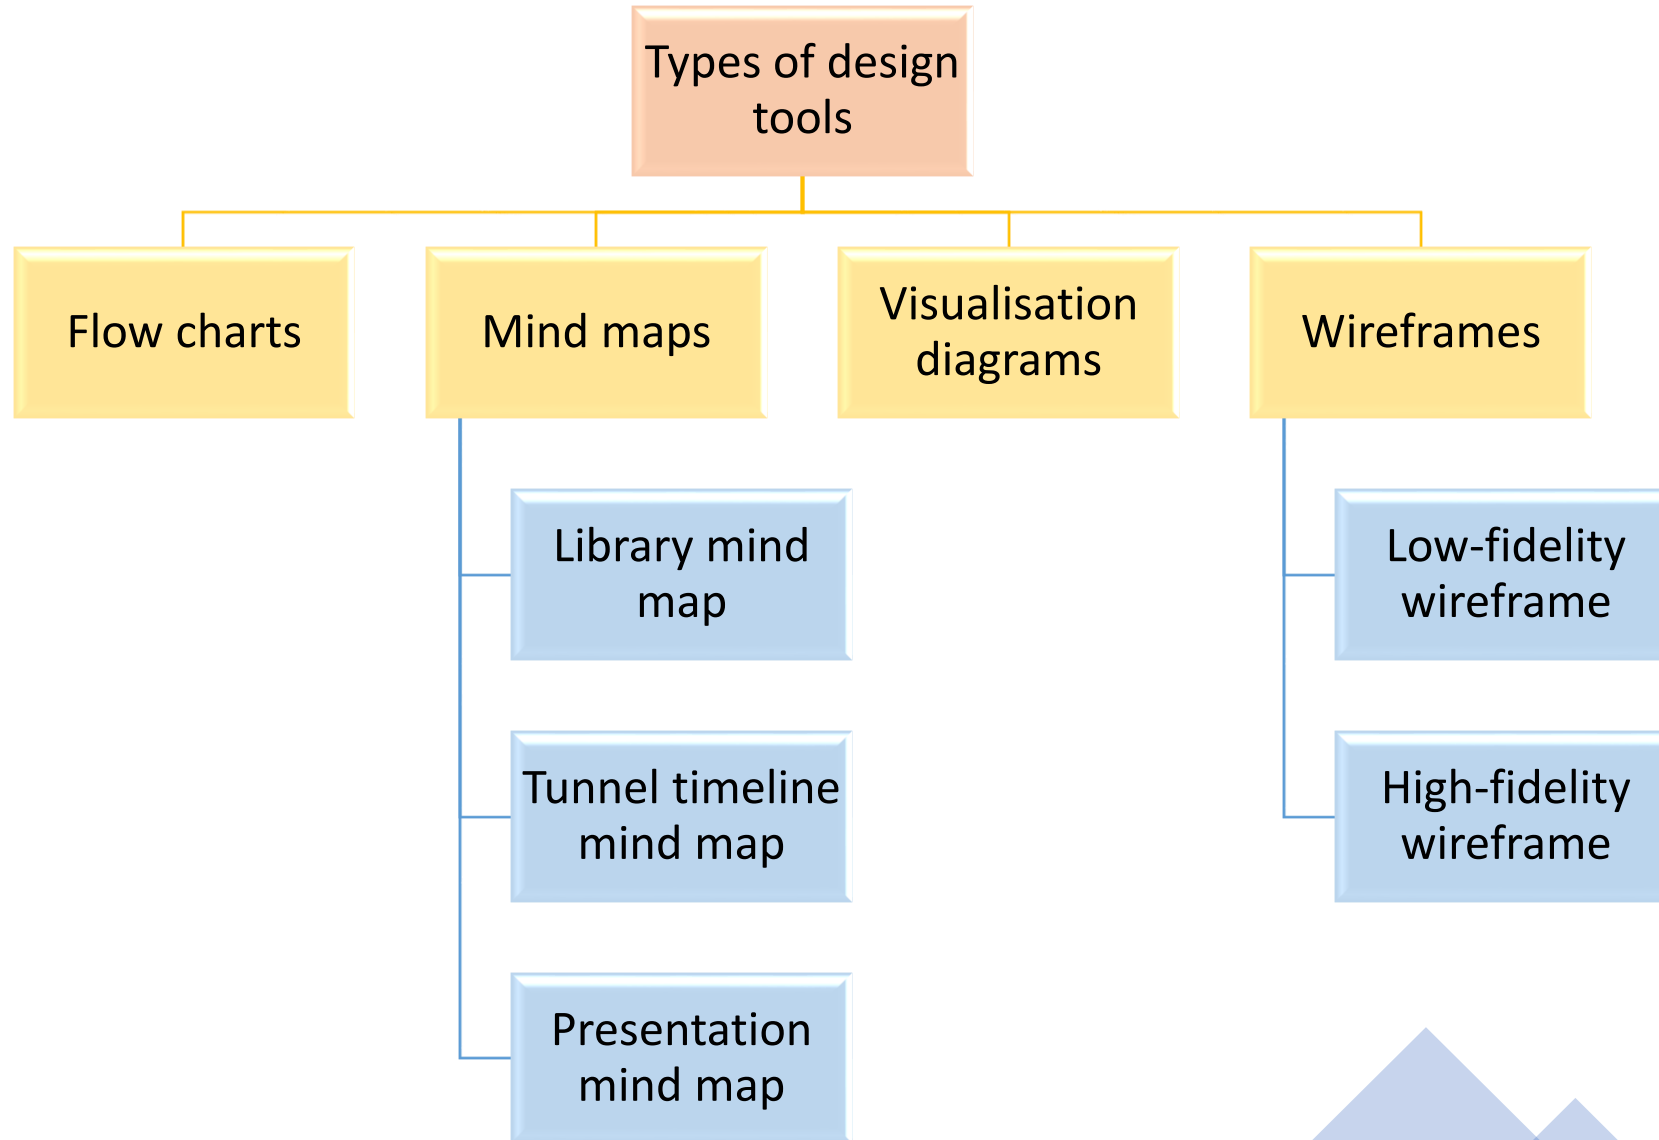 Types of design
tools
Flow charts
Mind maps
Visualisation
diagrams
Wireframes
Library mind
map
Low-fidelity
wireframe
Tunnel timeline
mind map
High-fidelity
wireframe
Presentation
mind map